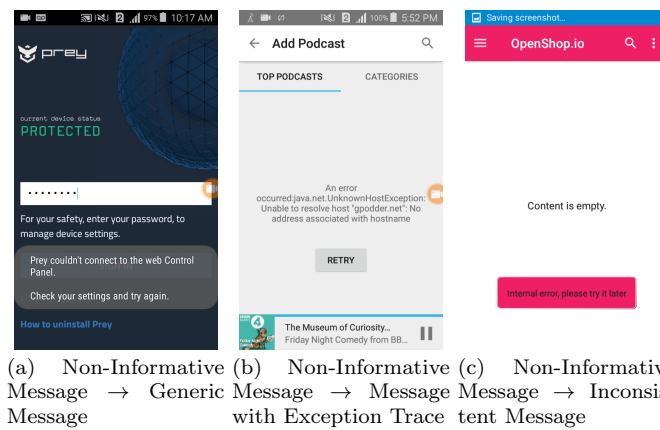 97% 10:17 AM
prey
current device status
PROTECTED
For your safety, enter your password, to
manage device settings.
Prey couldn't connect to the web Control
Panel.
Check your settings and try again.
How to uninstall Prey
2 100% 5:52 PM
Add Podcast
TOP PODCASTS CATEGORIES
An error
occurred:java.net.UnknownHostException:
Unable to resolve host "gpodder.net": No
address associated with hostname
RETRY
The Museum of Curiosity...
Friday Night Comedy from BB...
Saving screenshot...
OpenShop.io
Content is empty.
Internal error, please try it later
(a) Non-Informative
Message → Generic
Message
(b) Non-Informative
Message → Message
with Exception Trace
(c) Non-Informativ
Message → Inconsis
tent Message